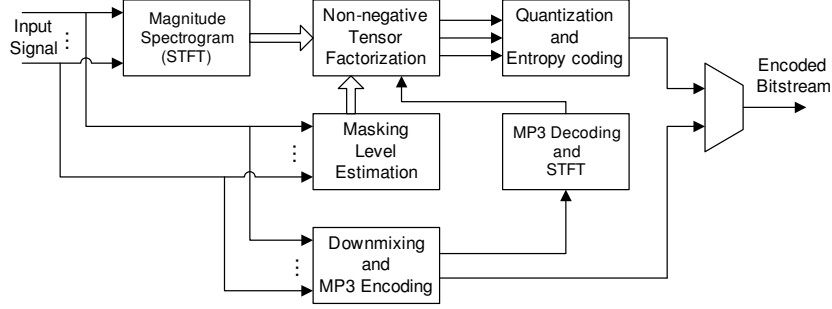 Input
Signal
Magnitude
Spectrogram
(STFT)
Non-negative
Tensor
Factorization
Quantization
and
Entropy coding
Encoded
Bitstream
Masking
Level
Estimation
MP3 Decoding
and
STFT
Downmixing
and
MP3 Encoding